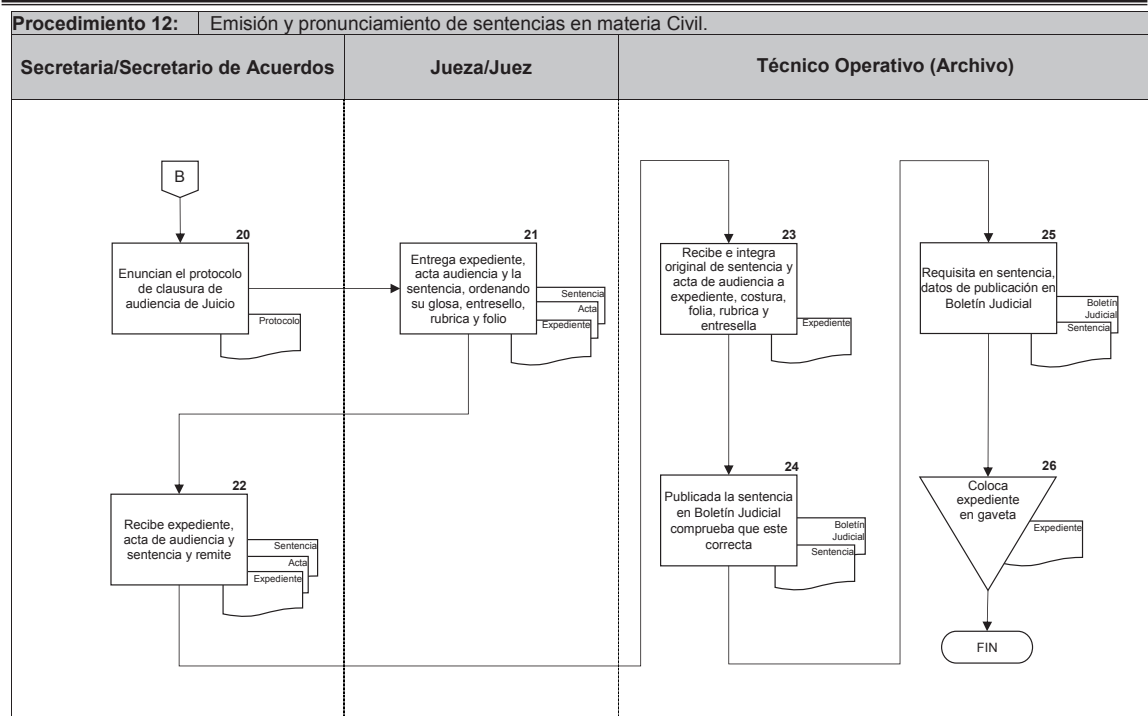 Procedimiento 12: Emisión y pronunciamiento de sentencias en materia Civil.
Secretaria/Secretario de Acuerdos
Jueza/Juez
Técnico Operativo (Archivo)
B
20
Enuncian el protocolo
de clausura de
audiencia de Juicio
Protocolo
21
Entrega expediente,
acta audiencia y la
sentencia, ordenando
su glosa, entresello,
rubrica y folio
Sentencia
Acta
Expediente
22
Recibe expediente,
acta de audiencia y
sentencia y remite
Sentencia
Acta
Expediente
23
Recibe e integra
original de sentencia y
acta de audiencia a
expediente, costura,
folia, rubrica y
entresella
Expediente
24
Publicada la sentencia
en Boletín Judicial
comprueba que este
correcta
Boletín
Judicial
Sentencia
25
Requisita en sentencia,
datos de publicación en
Boletín Judicial
Boletín
Judicial
Sentencia
26
Coloca
expediente
en gaveta
Expediente
FIN